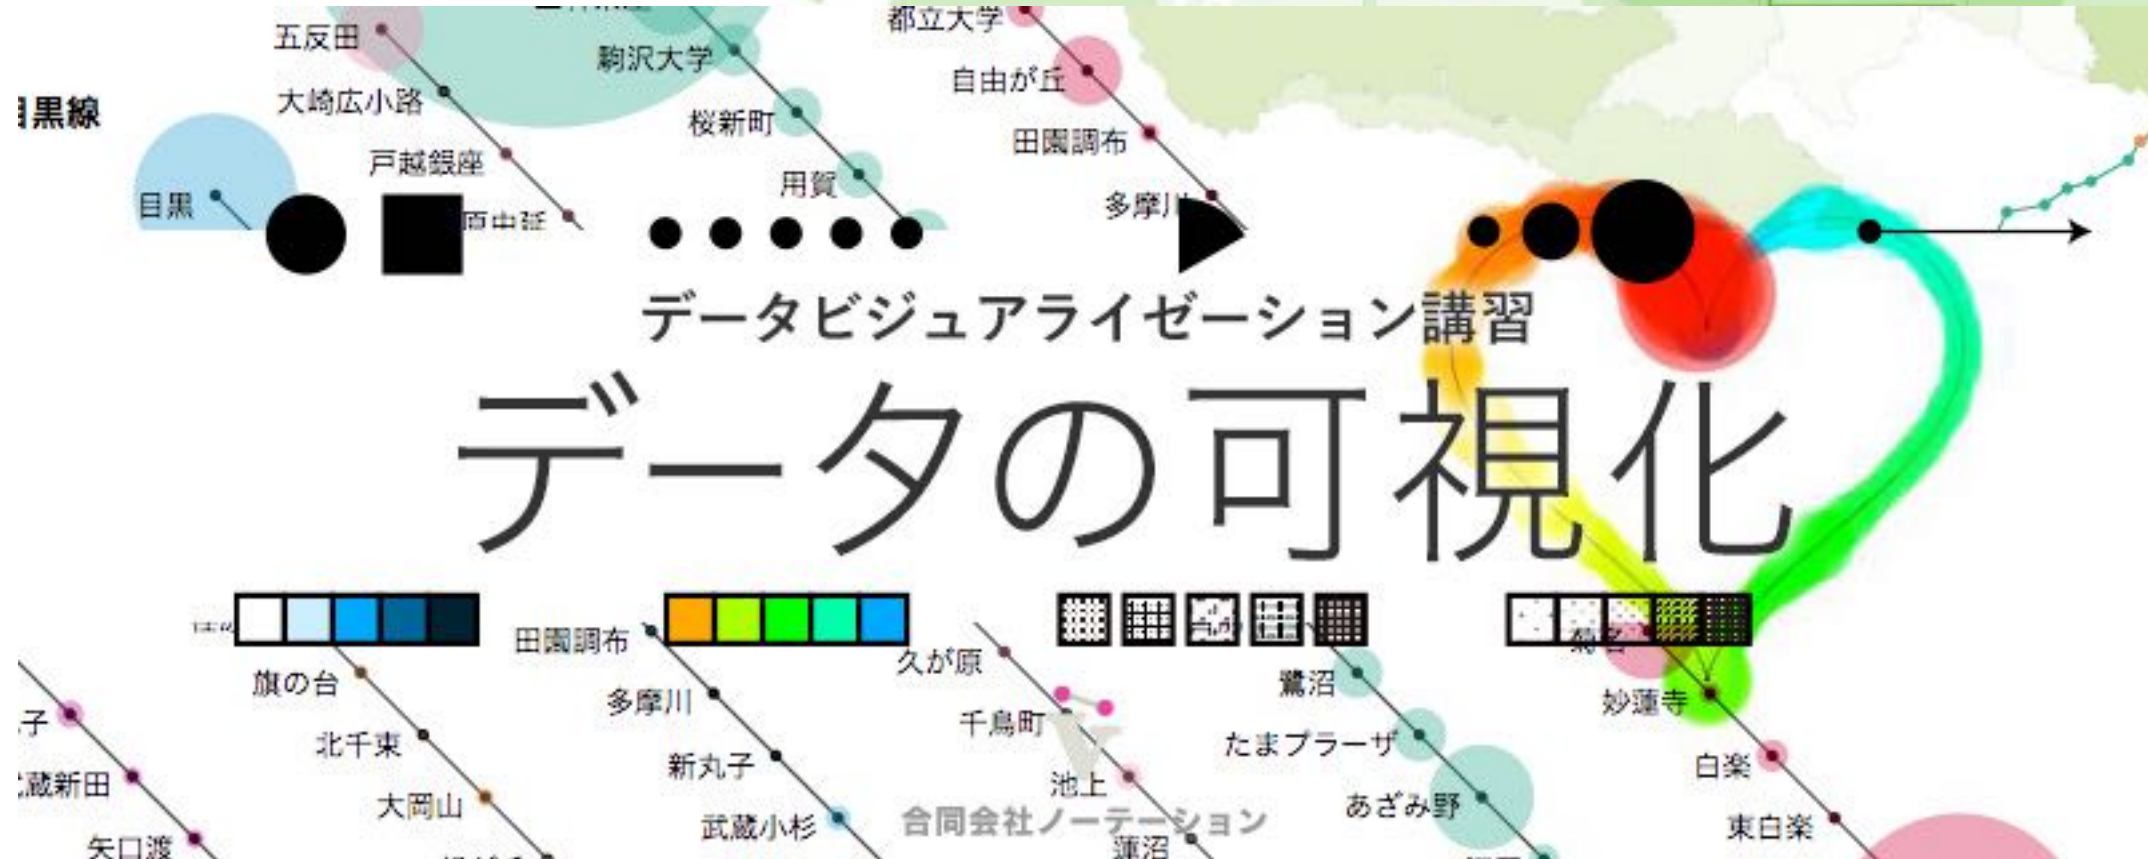 都立大学
五反田
駒沢大学
自由が丘
大崎広小路
目黒線
桜新町
田園調布
戸越銀座
用賀
目黒
多摩川
データビジュアライゼーション講習
データの可視化
田園調布
久が原
旗の台
鷺沼
多摩川
妙蓮寺
千鳥町
北千束
たまプラーザ
新丸子
白楽
池上
武蔵新田
大岡山
あざみ野
武蔵小杉
合同会社ノーテーション
東白楽
矢口渡
蓮沼